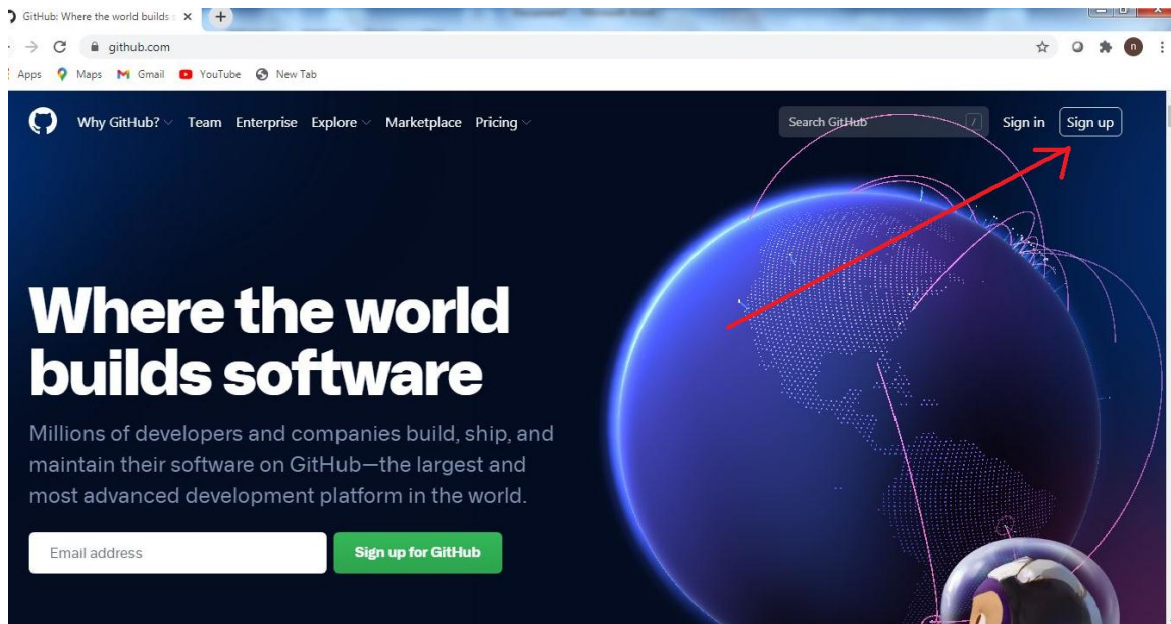 GitHub: Where the world builds s
github.com
n
Apps Maps Gmail YouTube New Tab
Why GitHub? Team Enterprise Explore Marketplace Pricing Search GitHub / Sign in Sign up
Where the world
builds software
Millions of developers and companies build, ship, and
maintain their software on GitHub—the largest and
most advanced development platform in the world.
Email address Sign up for GitHub